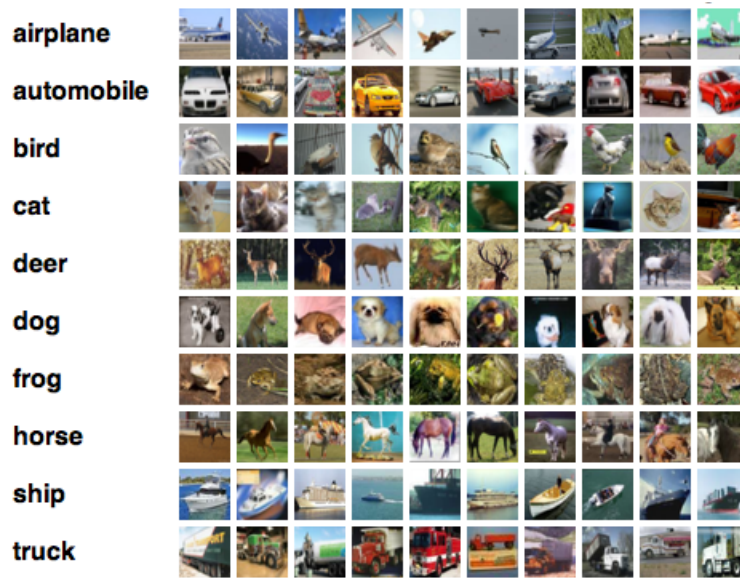 airplane
automobile
bird
cat
deer
dog
frog
horse
ship
truck